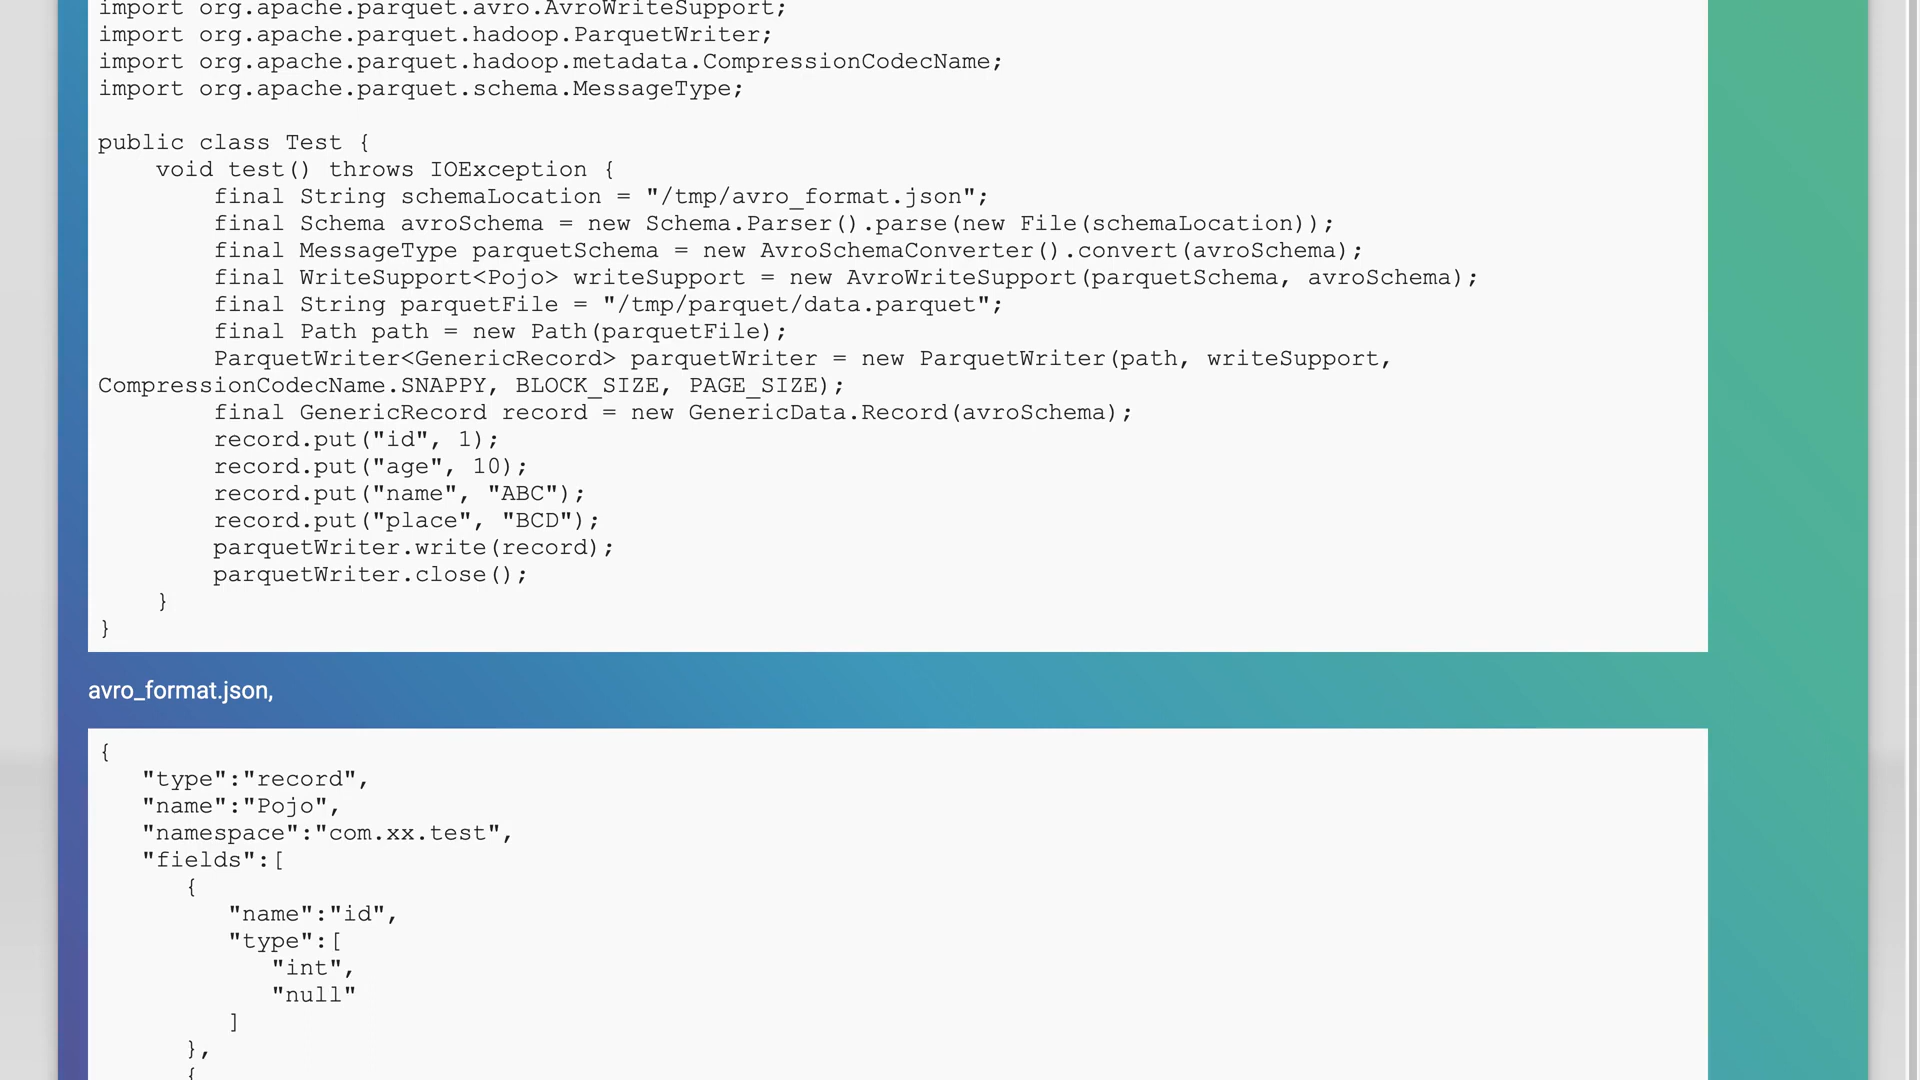 import org.apache.parquet.avro.AvroWriteSupport;
import org.apache.parquet.hadoop.ParquetWriter;
import org.apache.parquet.hadoop.metadata.CompressionCodecName;
import org.apache.parquet.schema.MessageType;

public class Test {
    void test() throws IOException {
        final String schemaLocation = "/tmp/avro_format.json";
        final Schema avroSchema = new Schema.Parser().parse(new File(schemaLocation));
        final MessageType parquetSchema = new AvroSchemaConverter().convert(avroSchema);
        final WriteSupport<Pojo> writeSupport = new AvroWriteSupport(parquetSchema, avroSchema);
        final String parquetFile = "/tmp/parquet/data.parquet";
        final Path path = new Path(parquetFile);
        ParquetWriter<GenericRecord> parquetWriter = new ParquetWriter(path, writeSupport,
CompressionCodecName.SNAPPY, BLOCK_SIZE, PAGE_SIZE);
        final GenericRecord record = new GenericData.Record(avroSchema);
        record.put("id", 1);
        record.put("age", 10);
        record.put("name", "ABC");
        record.put("place", "BCD");
        parquetWriter.write(record);
        parquetWriter.close();
    }
}
avro_format.json,
{
   "type":"record",
   "name":"Pojo",
   "namespace":"com.xx.test",
   "fields":[
      {
         "name":"id",
         "type":[
            "int",
            "null"
         ]
      },
      {